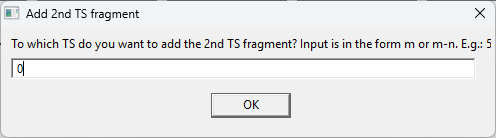 Add 2nd TS fragment
To which TS do you want to add the 2nd TS fragment? Input is in the form m or m-n. E.g.: 5
0
OK